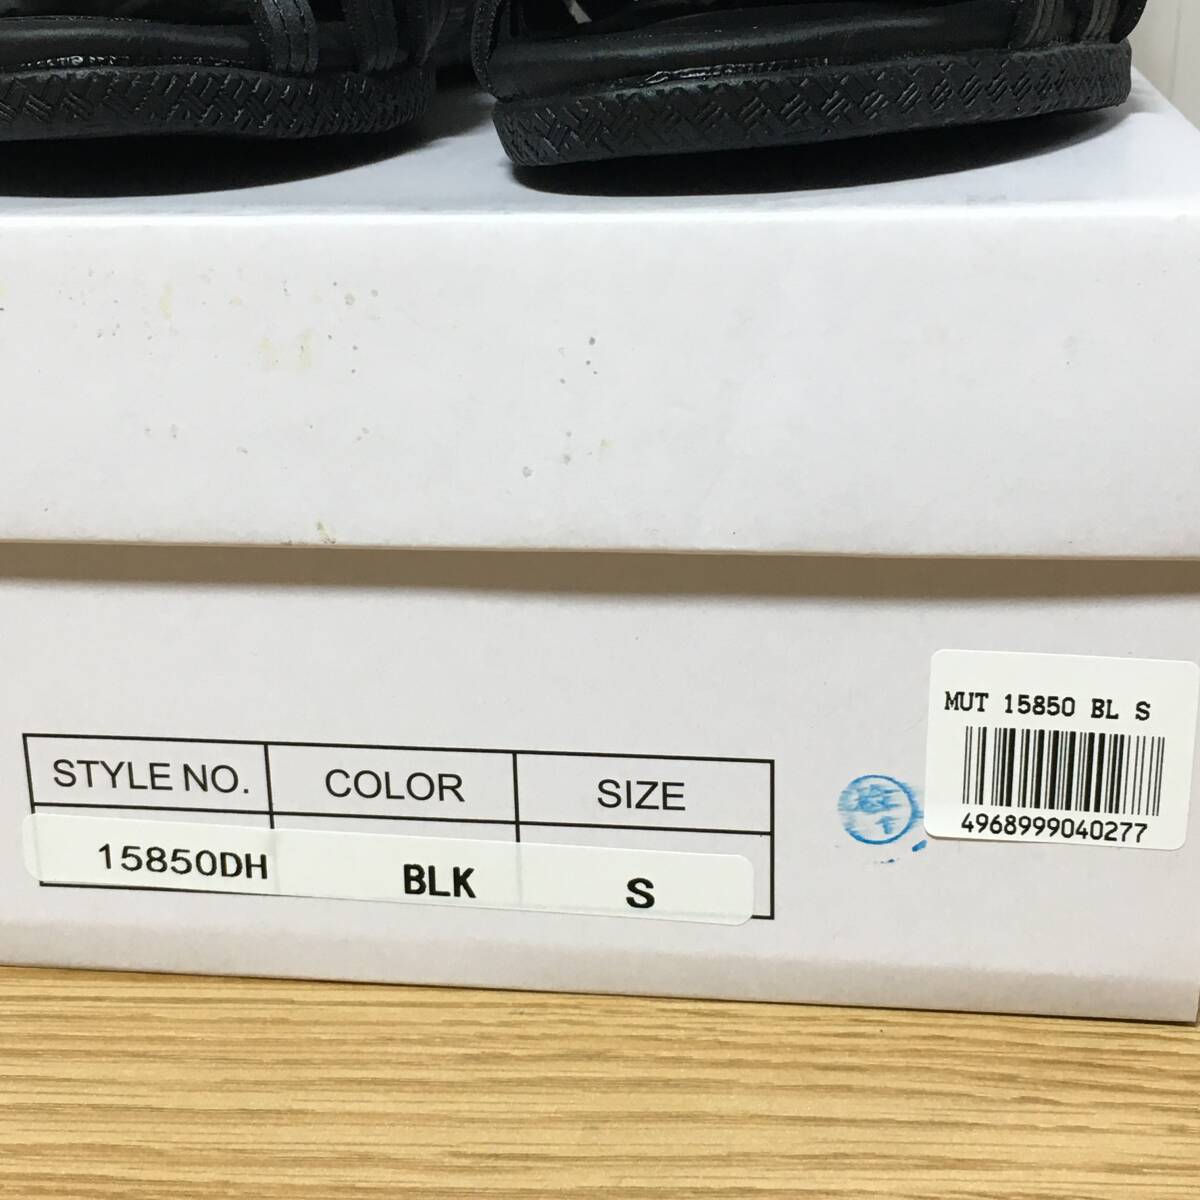 STYLE NO. COLOR SIZE
15850DH BLK S
MUT 15850 BL S
4968999040277